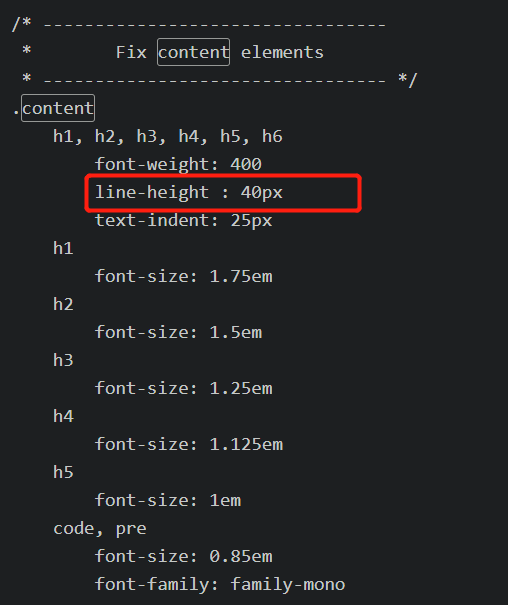 /* ---------------------------------
 *        Fix content elements
 * --------------------------------- */
.content
    h1, h2, h3, h4, h5, h6
        font-weight: 400
        line-height : 40px
        text-indent: 25px
    h1
        font-size: 1.75em
    h2
        font-size: 1.5em
    h3
        font-size: 1.25em
    h4
        font-size: 1.125em
    h5
        font-size: 1em
    code, pre
        font-size: 0.85em
        font-family: family-mono